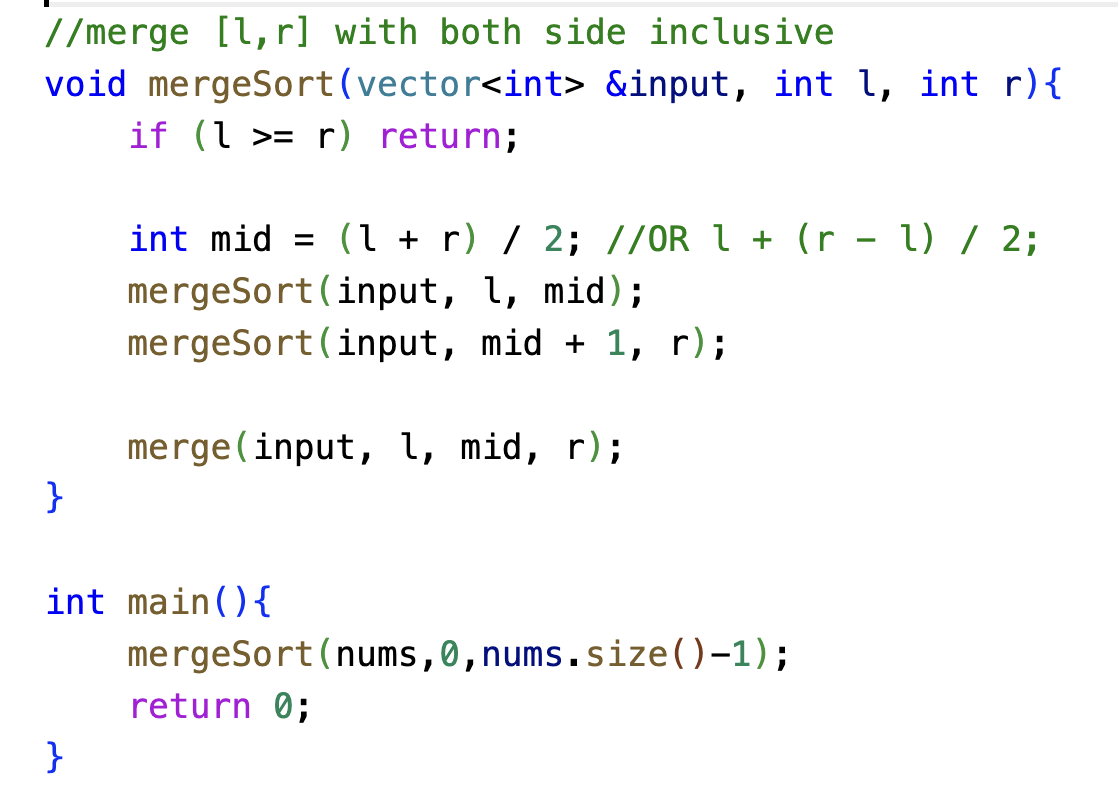 //merge [l,r] with both side inclusive
void mergeSort(vector<int> &input, int l, int r){
    if (l >= r) return;

    int mid = (l + r) / 2; //OR l + (r - l) / 2;
    mergeSort(input, l, mid);
    mergeSort(input, mid + 1, r);

    merge(input, l, mid, r);
}

int main(){
    mergeSort(nums,0,nums.size()-1);
    return 0;
}